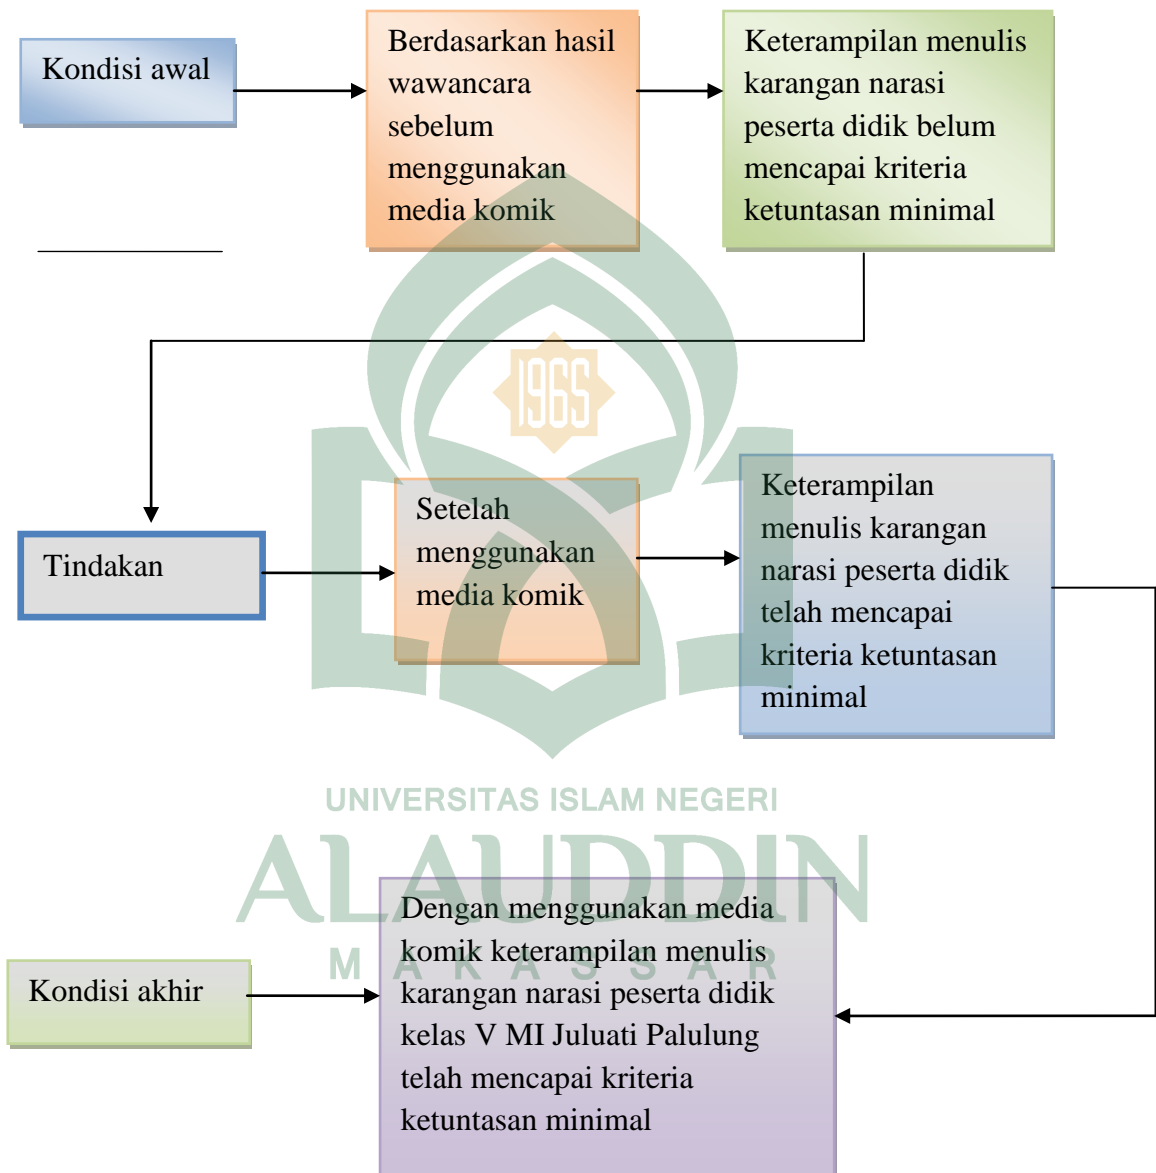 Kondisi awal
Berdasarkan hasil
wawancara
sebelum
menggunakan
media komik
Keterampilan menulis
karangan narasi
peserta didik belum
mencapai kriteria
ketuntasan minimal
1965
Tindakan
Setelah
menggunakan
media komik
Keterampilan
menulis karangan
narasi peserta didik
telah mencapai
kriteria ketuntasan
minimal
UNIVERSITAS ISLAM NEGERI
ALAUDDIN
MAKASSAR
Kondisi akhir
Dengan menggunakan media
komik keterampilan menulis
karangan narasi peserta didik
kelas V MI Juluati Palulung
telah mencapai kriteria
ketuntasan minimal